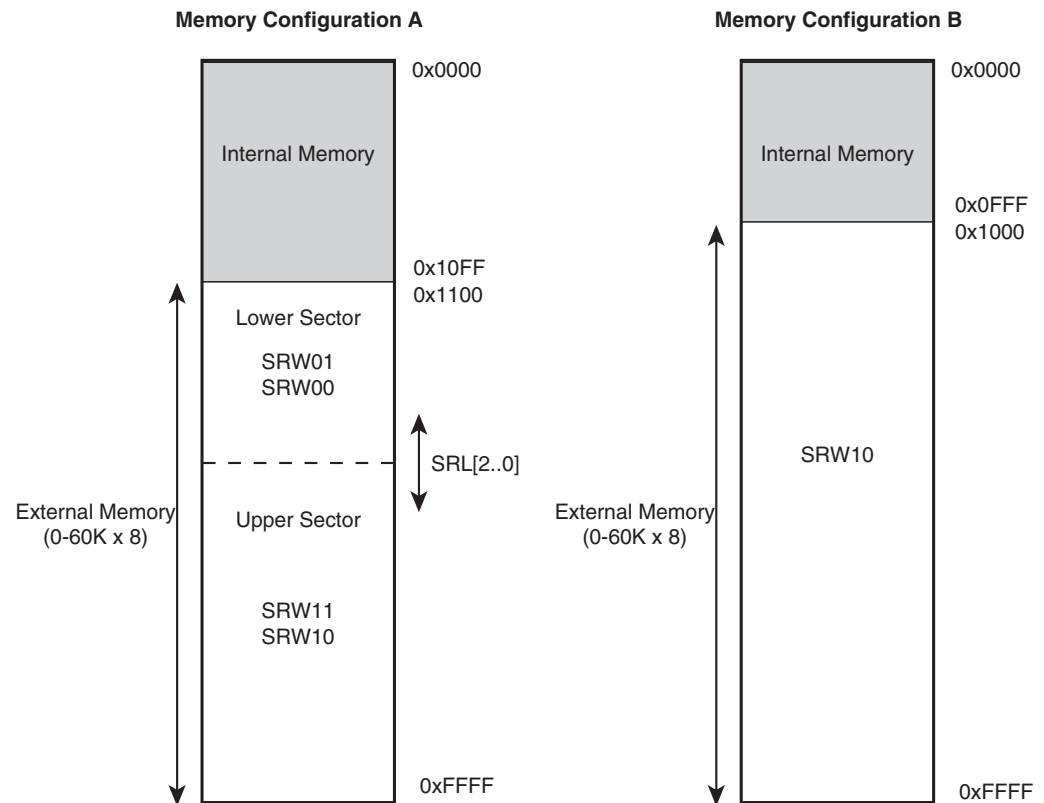 Memory Configuration A
0x0000
Internal Memory
0x10FF
0x1100
Lower Sector
SRW01
SRW00
SRL[2..0]
External Memory
(0-60K x 8)
Upper Sector
SRW11
SRW10
0xFFFF
Memory Configuration B
0x0000
Internal Memory
0x0FFF
0x1000
SRW10
External Memory
(0-60K x 8)
0xFFFF